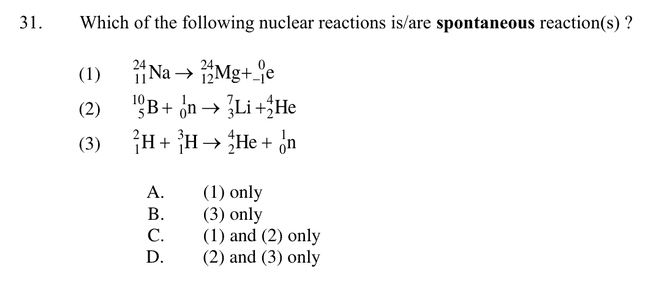 31. Which of the following nuclear reactions is/are spontaneous reaction(s) ?
(1) ²⁴₁₁Na → ²⁴₁₂Mg+ ⁰₋₁e
(2) ¹⁰₅B + ¹₀n → ⁷₃Li +⁴₂He
(3) ²₁H + ³₁H → ⁴₂He + ¹₀n
A. (1) only
B. (3) only
C. (1) and (2) only
D. (2) and (3) only